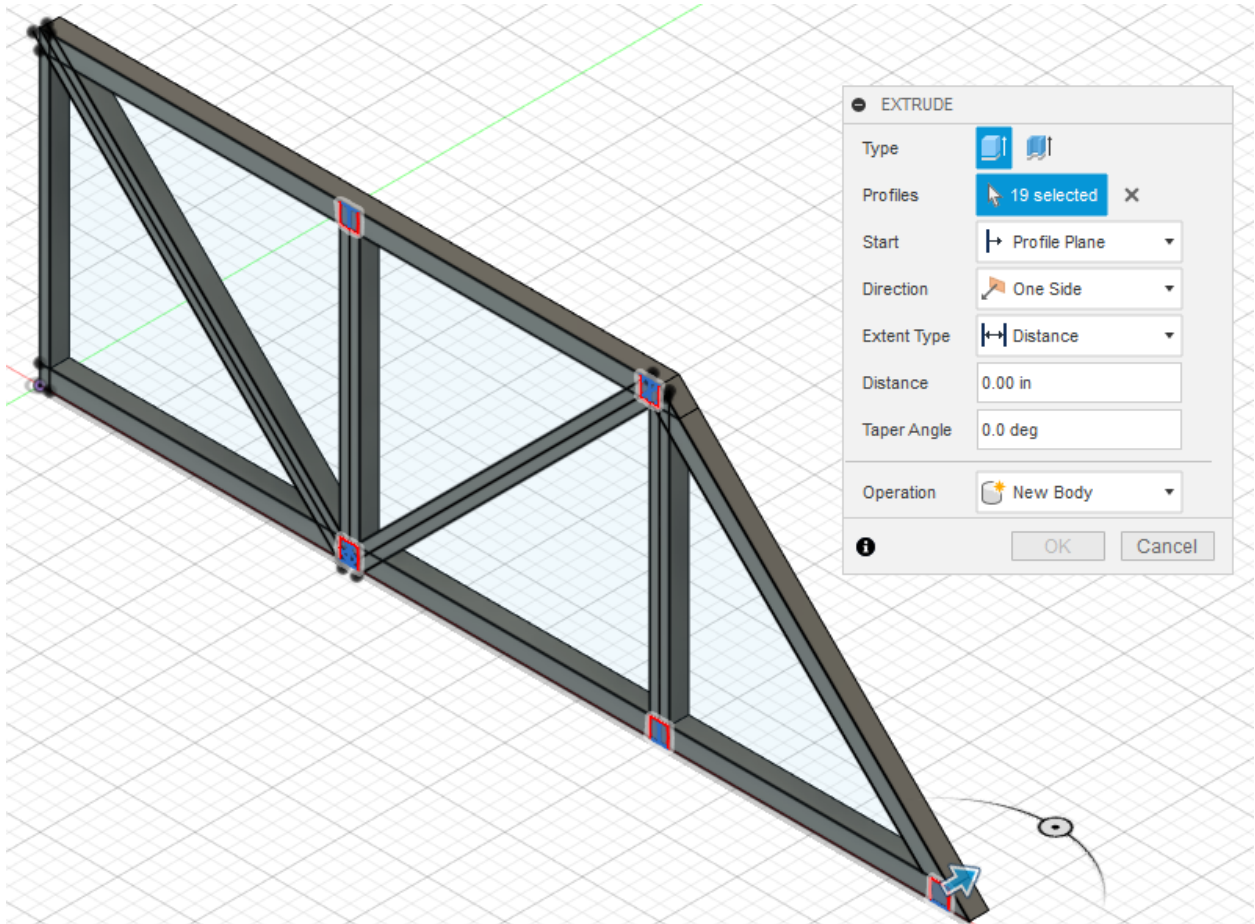 EXTRUDE
Type
Profiles 19 selected
Start Profile Plane
Direction One Side
Extent Type Distance
Distance 0.00 in
Taper Angle 0.0 deg
Operation New Body
OK Cancel